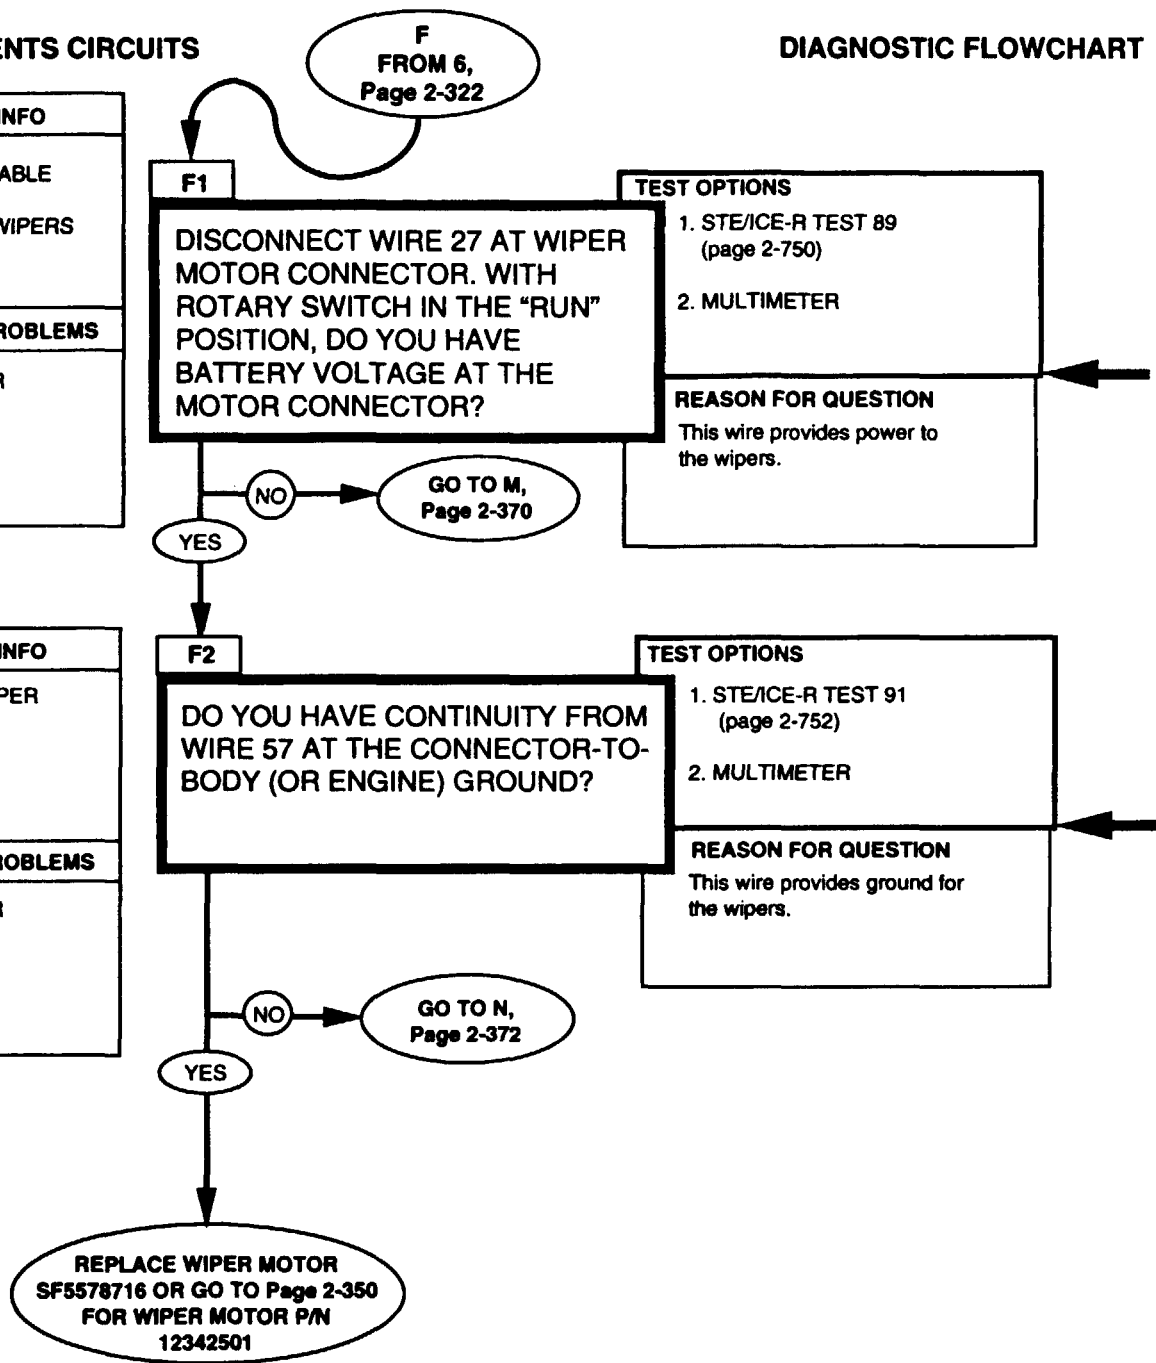 ENTS CIRCUITS
DIAGNOSTIC FLOWCHART
F
FROM 6,
Page 2-322
INFO
ABLE
WIPERS
ROBLEMS
R
F1
DISCONNECT WIRE 27 AT WIPER
MOTOR CONNECTOR. WITH
ROTARY SWITCH IN THE “RUN”
POSITION, DO YOU HAVE
BATTERY VOLTAGE AT THE
MOTOR CONNECTOR?
TEST OPTIONS
1. STE/ICE-R TEST 89
(page 2-750)
2. MULTIMETER
REASON FOR QUESTION
This wire provides power to
the wipers.
NO
GO TO M,
Page 2-370
YES
INFO
PER
ROBLEMS
R
F2
DO YOU HAVE CONTINUITY FROM
WIRE 57 AT THE CONNECTOR-TO-
BODY (OR ENGINE) GROUND?
TEST OPTIONS
1. STE/ICE-R TEST 91
(page 2-752)
2. MULTIMETER
REASON FOR QUESTION
This wire provides ground for
the wipers.
NO
GO TO N,
Page 2-372
YES
REPLACE WIPER MOTOR
SF5578716 OR GO TO Page 2-350
FOR WIPER MOTOR P/N
12342501